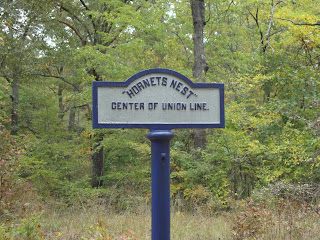 "HORNETS NEST"
CENTER OF UNION LINE.